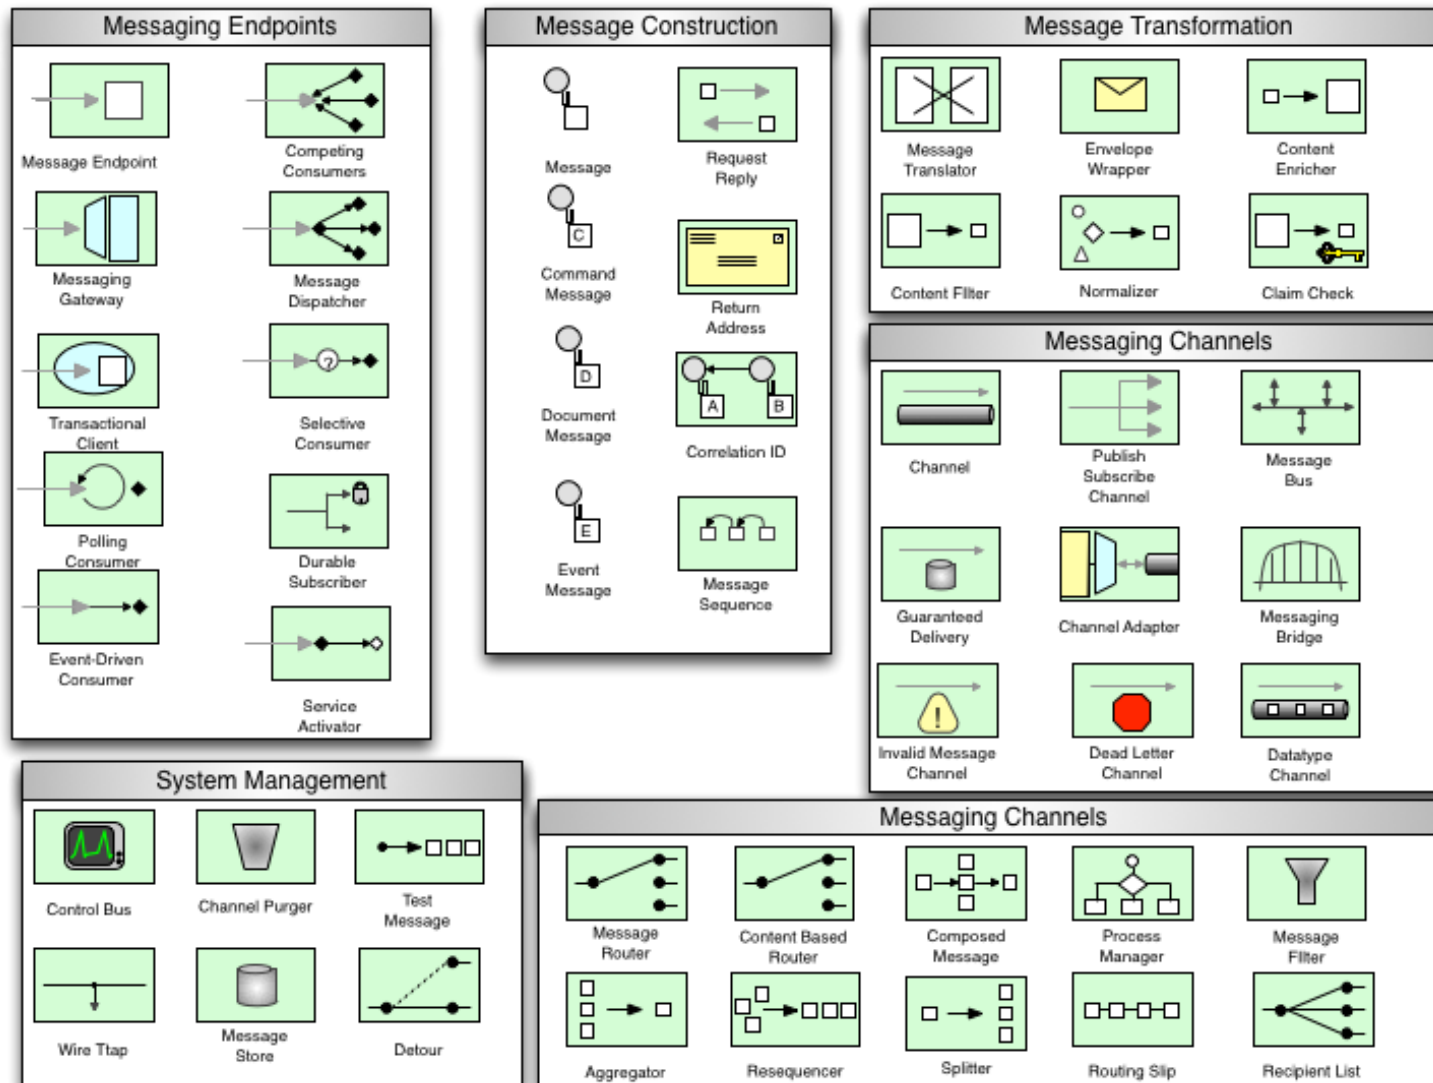 Messaging Endpoints
Message Endpoint
Competing
Consumers
Messaging
Gateway
Message
Dispatcher
Transactional
Client
?
Selective
Consumer
Polling
Consumer
Durable
Subscriber
Event-Driven
Consumer
Service
Activator
Message Construction
Message
Request
Reply
C
Command
Message
Return
Address
D
Document
Message
A
B
Correlation ID
E
Event
Message
Message
Sequence
Message Transformation
Message
Translator
Envelope
Wrapper
Content
Enricher
Content FIlter
Normalizer
Claim Check
Messaging Channels
Channel
Publish
Subscribe
Channel
Message
Bus
Guaranteed
Delivery
Channel Adapter
Messaging
Bridge
!
Invalid Message
Channel
Dead Letter
Channel
Datatype
Channel
System Management
Control Bus
Channel Purger
Test
Message
Wire Ttap
Message
Store
Detour
Messaging Channels
Message
Router
Content Based
Router
Composed
Message
Process
Manager
Message
FIlter
Aggregator
Resequencer
Splitter
Routing Slip
Recipient List